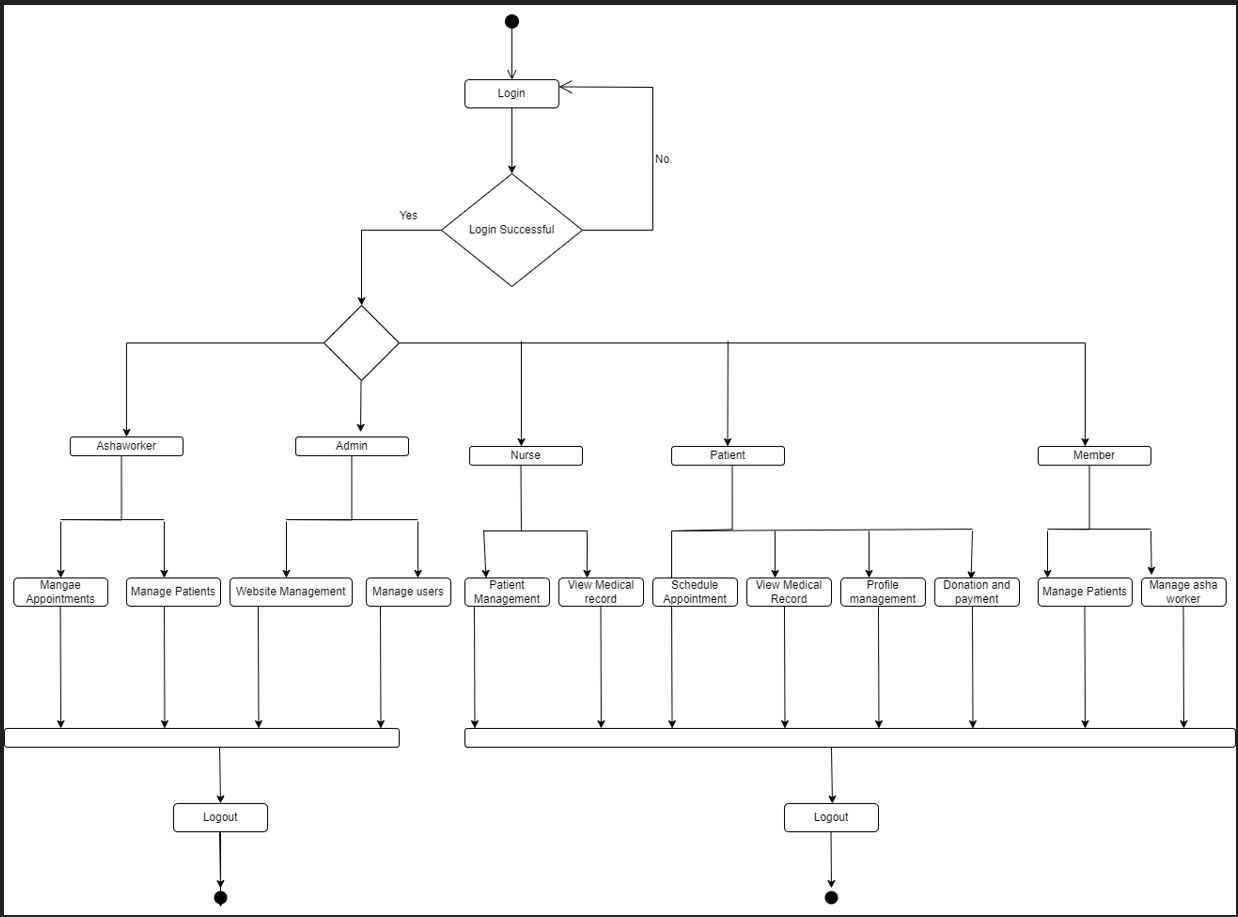 Login
No
Yes
Login Successful
Ashaworker
Admin
Nurse
Patient
Member
Mangae
Appointments
Manage Patients
Website Management
Manage users
Patient
Management
View Medical
record
Schedule
Appointment
View Medical
Record
Profile
management
Donation and
payment
Manage Patients
Manage asha
worker
Logout
Logout